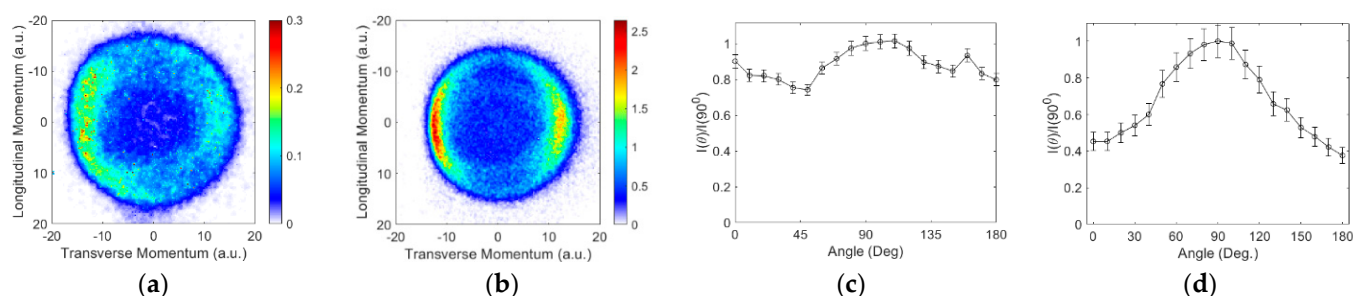 -20
-10
0
10
20
Longitudinal Momentum (a.u.)
-20 -10 0 10 20
Transverse Momentum (a.u.)
0.3
0.2
0.1
0
(a)
-20
-10
0
10
20
Longitudinal Momentum (a.u.)
-20 -10 0 10 20
Transverse Momentum (a.u.)
2.5
2
1.5
1
0.5
0
(b)
1
0.8
0.6
0.4
0.2
0
I(θ)/I(90⁰)
0 45 90 135 180
Angle (Deg)
(c)
1
0.8
0.6
0.4
0.2
0
I(θ)/I(90⁰)
0 30 60 90 120 150 180
Angle (Deg.)
(d)